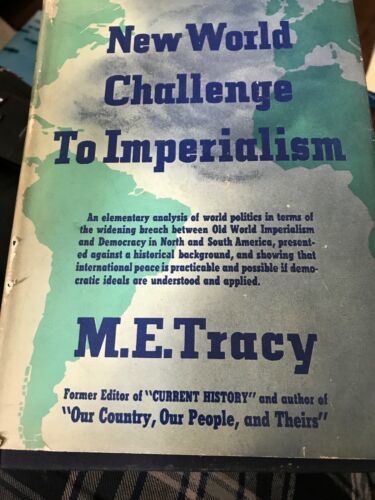 New World
Challenge
To Imperialism
An elementary analysis of world politics in terms of
the widening breach between Old World Imperialism
and Democracy in North and South America, present-
ed against a historical background, and showing that
international peace is practicable and possible if demo-
cratic ideals are understood and applied.
M.E.Tracy
Former Editor of "CURRENT HISTORY" and author of
"Our Country, Our People, and Theirs"